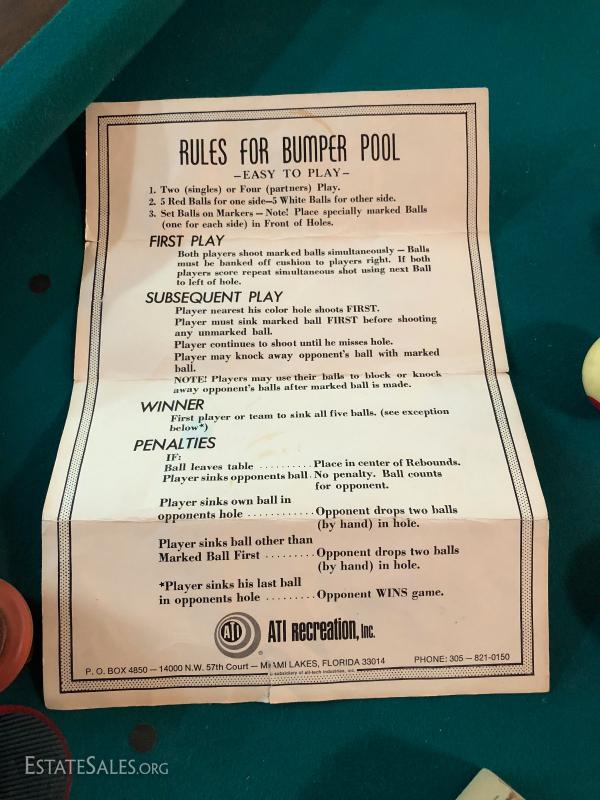 RULES FOR BUMPER POOL
—EASY TO PLAY—
1. Two (singles) or Four (partners) Play.
2. 5 Red Balls for one side—5 White Balls for other side.
3. Set Balls on Markers — Note! Place specially marked Balls
(one for each side) in Front of Holes.
FIRST PLAY
Both players shoot marked balls simultaneously — Balls
must be banked off cushion to players right. If both
players score repeat simultaneous shot using next Ball
to left of hole.
SUBSEQUENT PLAY
Player nearest his color hole shoots FIRST.
Player must sink marked ball FIRST before shooting
any unmarked ball.
Player continues to shoot until he misses hole.
Player may knock away opponent's ball with marked
ball.
NOTE! Players may use their balls to block or knock
away opponent's balls after marked ball is made.
WINNER
First player or team to sink all five balls. (see exception
below*)
PENALTIES
IF:
Ball leaves table .......... Place in center of Rebounds.
Player sinks opponents ball . No penalty. Ball counts
for opponent.
Player sinks own ball in
opponents hole ............ Opponent drops two balls
(by hand) in hole.
Player sinks ball other than
Marked Ball First ......... Opponent drops two balls
(by hand) in hole.
*Player sinks his last ball
in opponents hole ......... Opponent WINS game.
ATI
®
ATI Recreation, Inc.
P. O. BOX 4850 — 14000 N.W. 57th Court — MIAMI LAKES, FLORIDA 33014
PHONE: 305 — 821-0150
a subsidiary of all-tech industries, inc.
ESTATESALES.ORG